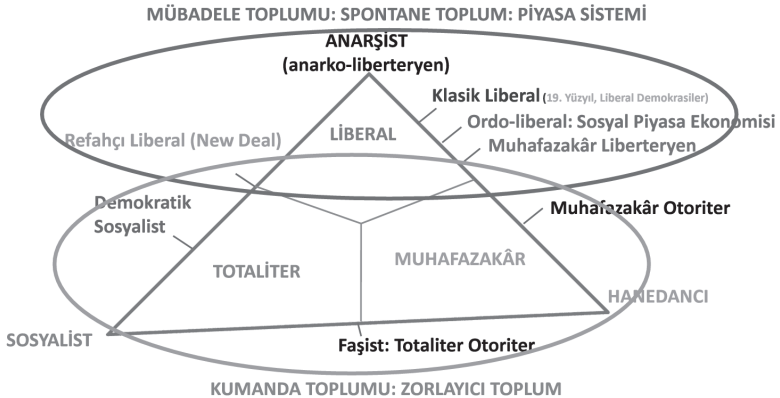 MÜBADELE TOPLUMU: SPONTANE TOPLUM: PİYASA SİSTEMİ
ANARŞİST
(anarko-liberteryen)
Klasik Liberal (19. Yüzyıl, Liberal Demokrasiler)
Ordo-liberal: Sosyal Piyasa Ekonomisi
LİBERAL
Refahçı Liberal (New Deal)
Muhafazakâr Liberteryen
Demokratik
Sosyalist
Muhafazakâr Otoriter
MUHAFAZAKÂR
TOTALİTER
HANEDANCI
SOSYALİST
Faşist: Totaliter Otoriter
KUMANDA TOPLUMU: ZORLAYICI TOPLUM